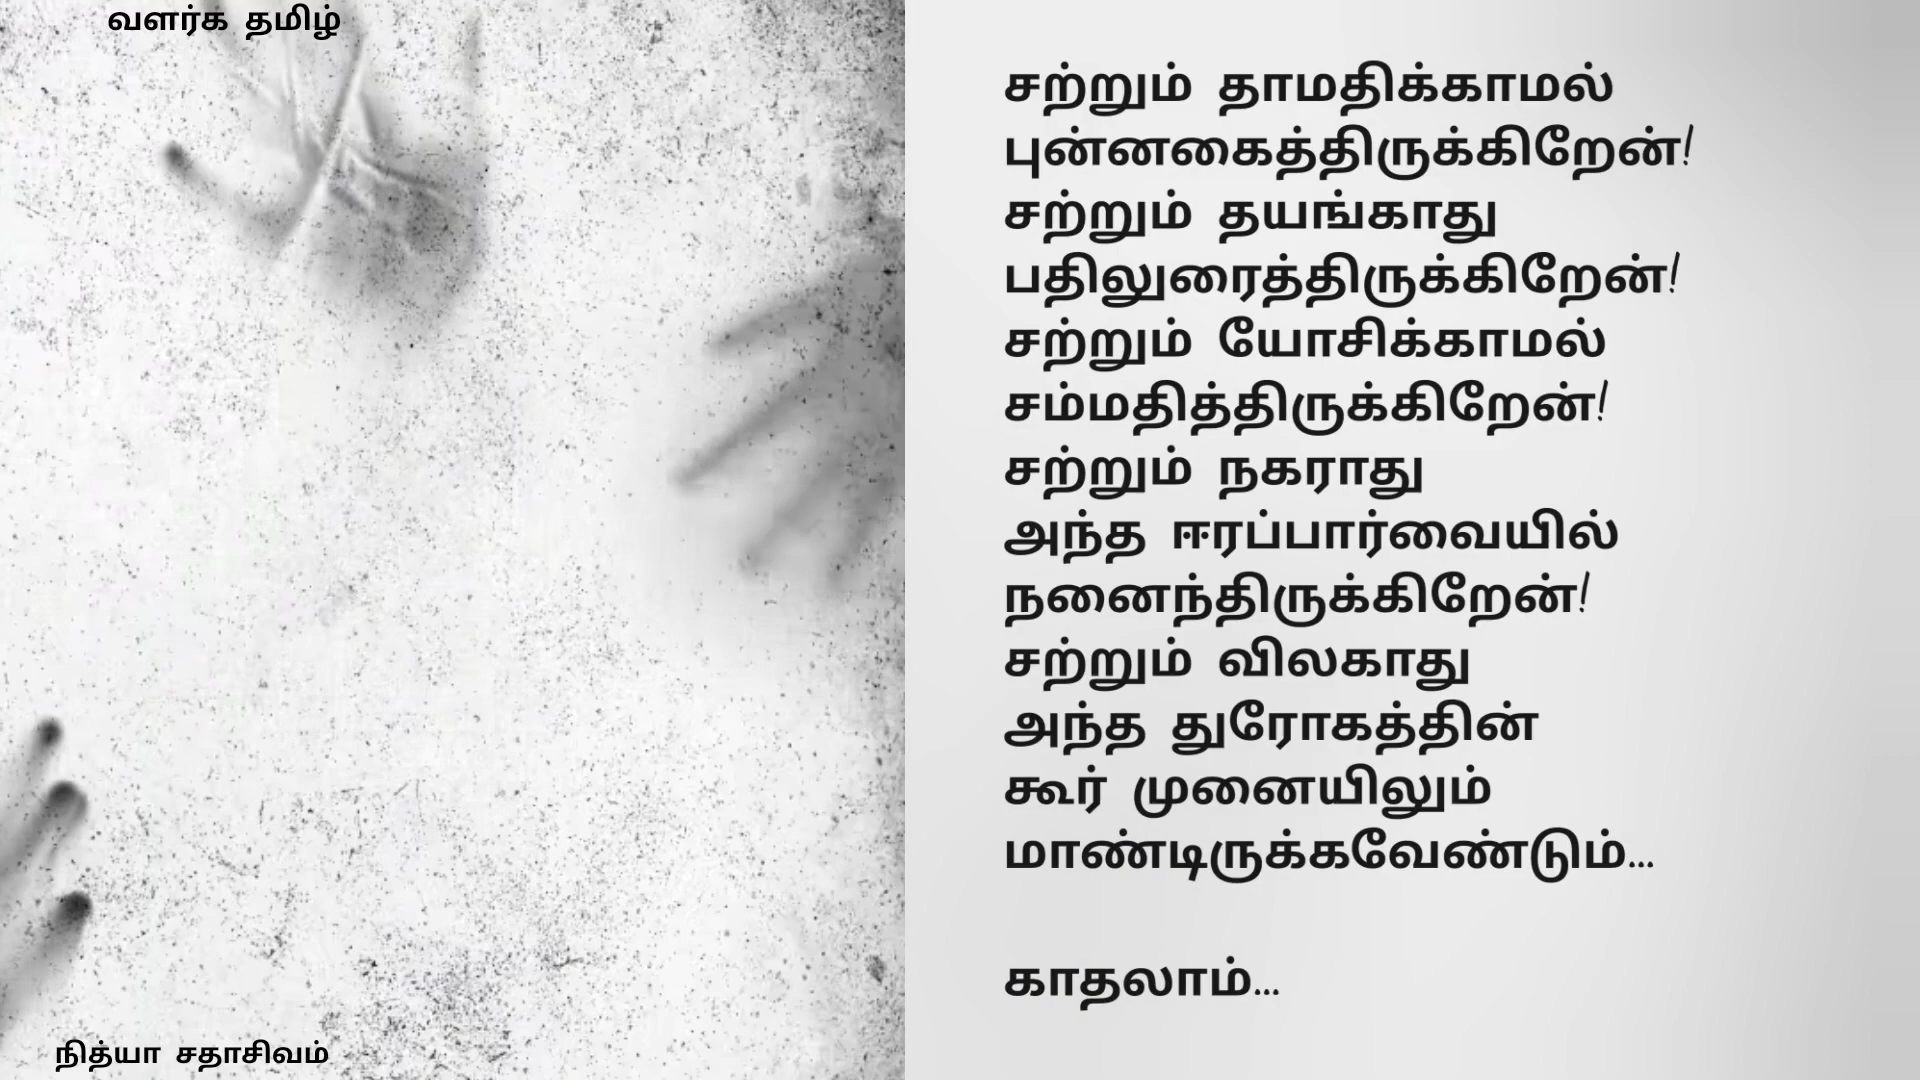 வளர்க தமிழ்
சற்றும் தாமதிக்காமல்
புன்னகைத்திருக்கிறேன்!
சற்றும் தயங்காது
பதிலுரைத்திருக்கிறேன்!
சற்றும் யோசிக்காமல்
சம்மதித்திருக்கிறேன்!
சற்றும் நகராது
அந்த ஈரப்பார்வையில்
நனைந்திருக்கிறேன்!
சற்றும் விலகாது
அந்த துரோகத்தின்
கூர் முனையிலும்
மாண்டிருக்கவேண்டும்...
காதலாம்...
நித்யா சதாசிவம்